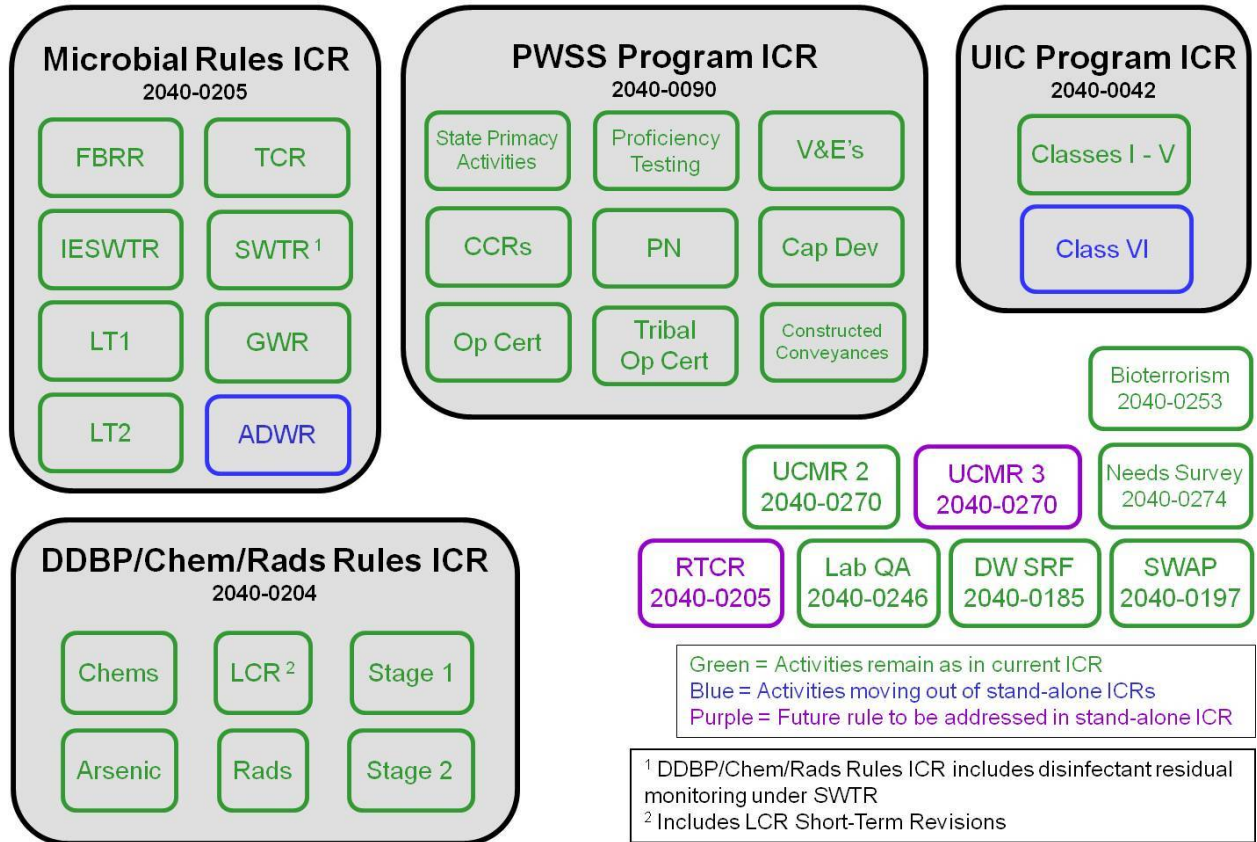 Microbial Rules ICR
2040-0205
FBRR
TCR
IESWTR
SWTR ¹
LT1
GWR
LT2
ADWR
PWSS Program ICR
2040-0090
State Primacy
Activities
Proficiency
Testing
V&E's
CCRs
PN
Cap Dev
Op Cert
Tribal
Op Cert
Constructed
Conveyances
UIC Program ICR
2040-0042
Classes I - V
Class VI
DDBP/Chem/Rads Rules ICR
2040-0204
Chems
LCR ²
Stage 1
Arsenic
Rads
Stage 2
Bioterrorism
2040-0253
UCMR 2
2040-0270
UCMR 3
2040-0270
Needs Survey
2040-0274
RTCR
2040-0205
Lab QA
2040-0246
DW SRF
2040-0185
SWAP
2040-0197
Green = Activities remain as in current ICR
Blue = Activities moving out of stand-alone ICRs
Purple = Future rule to be addressed in stand-alone ICR
¹ DDBP/Chem/Rads Rules ICR includes disinfectant residual
monitoring under SWTR
² Includes LCR Short-Term Revisions